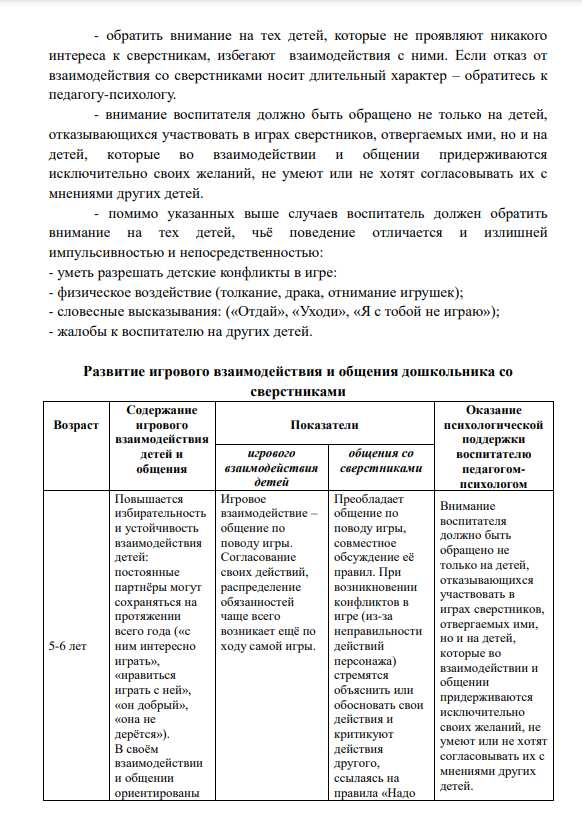 - обратить внимание на тех детей, которые не проявляют никакого
интереса к сверстникам, избегают взаимодействия с ними. Если отказ от
взаимодействия со сверстниками носит длительный характер – обратитесь к
педагогу-психологу.
- внимание воспитателя должно быть обращено не только на детей,
отказывающихся участвовать в играх сверстников, отвергаемых ими, но и на
детей, которые во взаимодействии и общении придерживаются
исключительно своих желаний, не умеют или не хотят согласовывать их с
мнениями других детей.
- помимо указанных выше случаев воспитатель должен обратить
внимание на тех детей, чьё поведение отличается и излишней
импульсивностью и непосредственностью:
- уметь разрешать детские конфликты в игре:
- физическое воздействие (толкание, драка, отнимание игрушек);
- словесные высказывания: («Отдай», «Уходи», «Я с тобой не играю»);
- жалобы к воспитателю на других детей.
Развитие игрового взаимодействия и общения дошкольника со
сверстниками
Возраст
Содержание
игрового
взаимодействия
детей и
общения
Показатели
Оказание
психологической
поддержки
воспитателю
педагогом-
психологом
игрового
взаимодействия
детей
общения со
сверстниками
5-6 лет
Повышается
избирательность
и устойчивость
взаимодействия
детей:
постоянные
партнёры могут
сохраняться на
протяжении
всего года («с
ним интересно
играть»,
«нравиться
играть с ней»,
«он добрый»,
«она не
дерётся»).
В своём
взаимодействии
и общении
ориентированы
Игровое
взаимодействие –
общение по
поводу игры.
Согласование
своих действий,
распределение
обязанностей
чаще всего
возникает ещё по
ходу самой игры.
Преобладает
общение по
поводу игры,
совместное
обсуждение её
правил. При
возникновении
конфликтов в
игре (из-за
неправильности
действий
персонажа)
стремятся
объяснить или
обосновать свои
действия и
критикуют
действия
другого,
ссылаясь на
правила «Надо
Внимание
воспитателя
должно быть
обращено не
только на детей,
отказывающихся
участвовать в
играх сверстников,
отвергаемых ими,
но и на детей,
которые во
взаимодействии и
общении
придерживаются
исключительно
своих желаний, не
умеют или не хотят
согласовывать их с
мнениями других
детей.